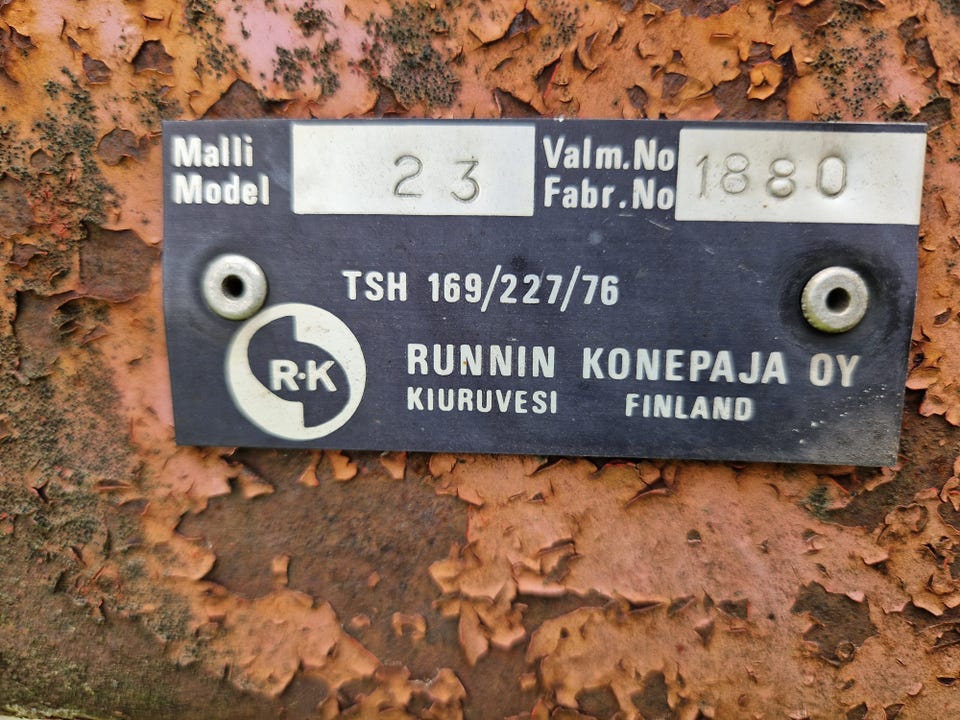 Malli 23 Valm.No 1880
Model Fabr.No
TSH 169/227/76
R·K
RUNNIN KONEPAJA OY
KIURUVESI FINLAND